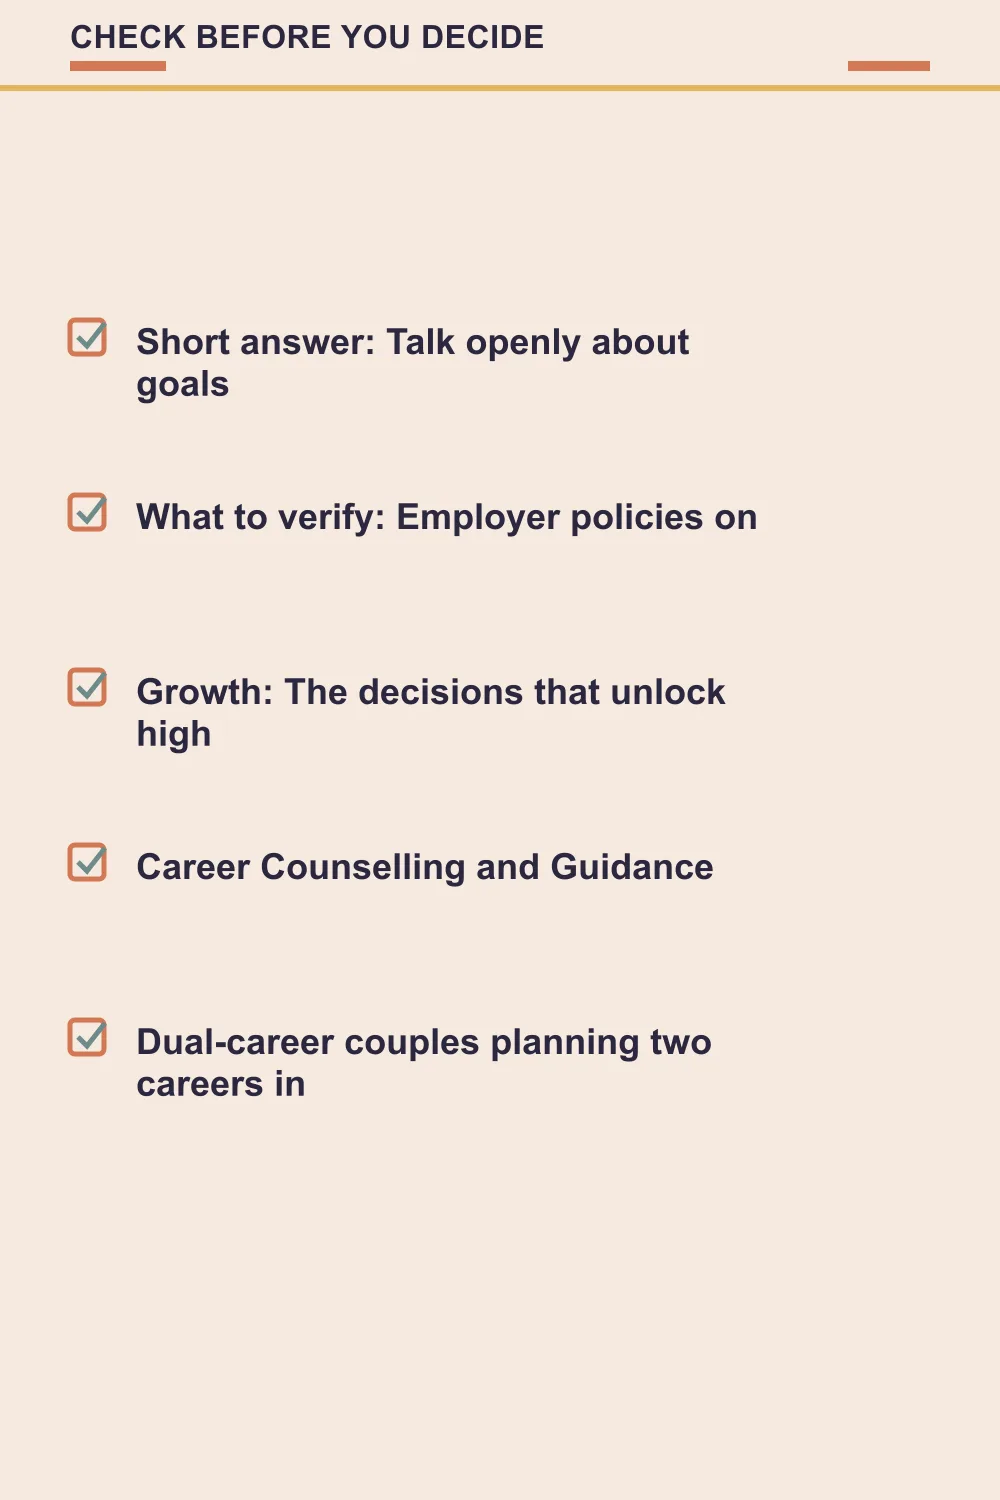 CHECK BEFORE YOU DECIDE
Short answer: Talk openly about
goals
What to verify: Employer policies on
Growth: The decisions that unlock
high
Career Counselling and Guidance
Dual-career couples planning two
careers in